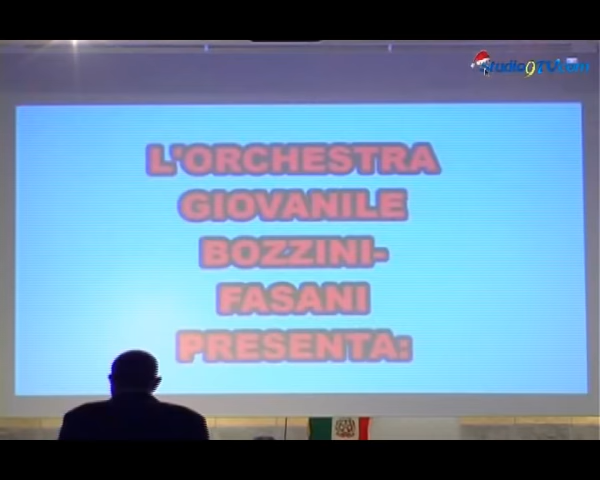 studio9TV.com
L'ORCHESTRA
GIOVANILE
BOZZINI-
FASANI
PRESENTA: